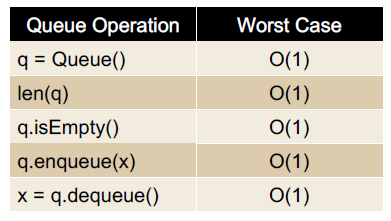 Queue Operation Worst Case
q = Queue() O(1)
len(q) O(1)
q.isEmpty() O(1)
q.enqueue(x) O(1)
x = q.dequeue() O(1)